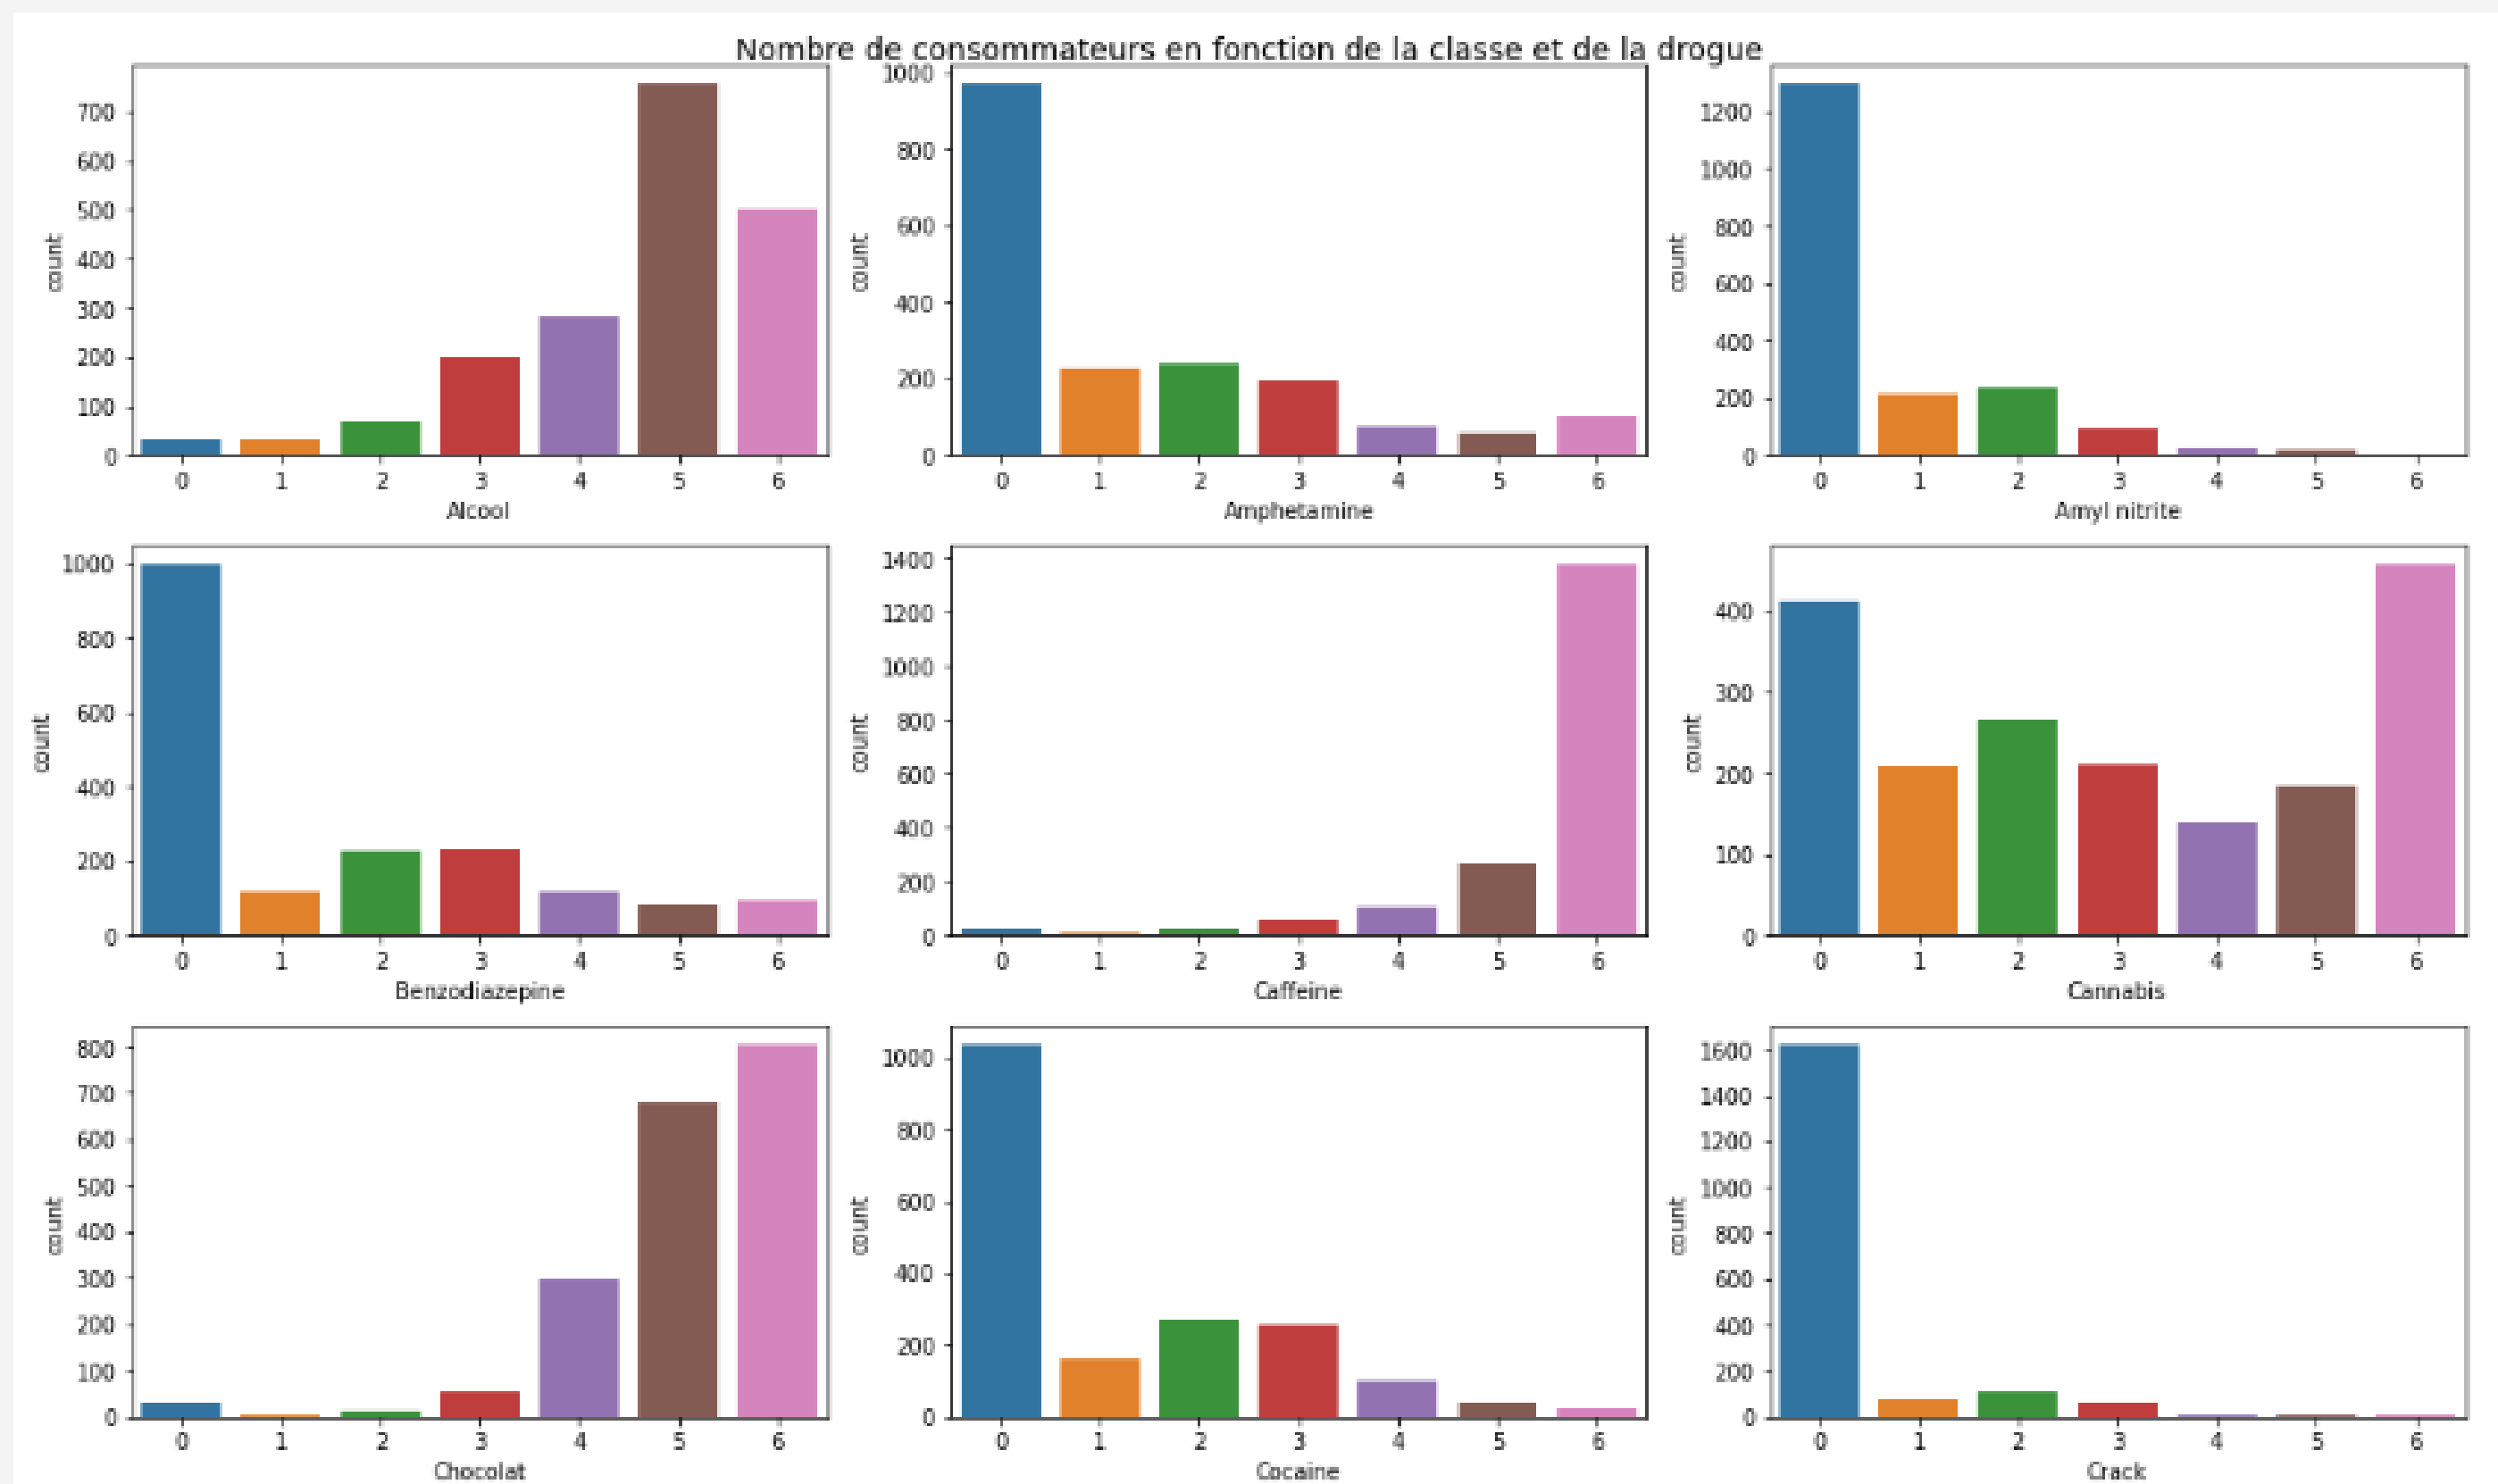 Nombre de consommateurs en fonction de la classe et de la drogue
700
600
500
400
300
200
100
0
count
0 1 2 3 4 5 6
Alcool
1000
800
600
400
200
0
count
0 1 2 3 4 5 6
Amphetamine
1200
1000
800
600
400
200
0
count
0 1 2 3 4 5 6
Amyl nitrite
1000
800
600
400
200
0
count
0 1 2 3 4 5 6
Benzodiazepine
1400
1200
1000
800
600
400
200
0
count
0 1 2 3 4 5 6
Caffeine
400
300
200
100
0
count
0 1 2 3 4 5 6
Cannabis
800
700
600
500
400
300
200
100
0
count
0 1 2 3 4 5 6
Chocolat
1000
800
600
400
200
0
count
0 1 2 3 4 5 6
Cocaine
1600
1400
1200
1000
800
600
400
200
0
count
0 1 2 3 4 5 6
Crack